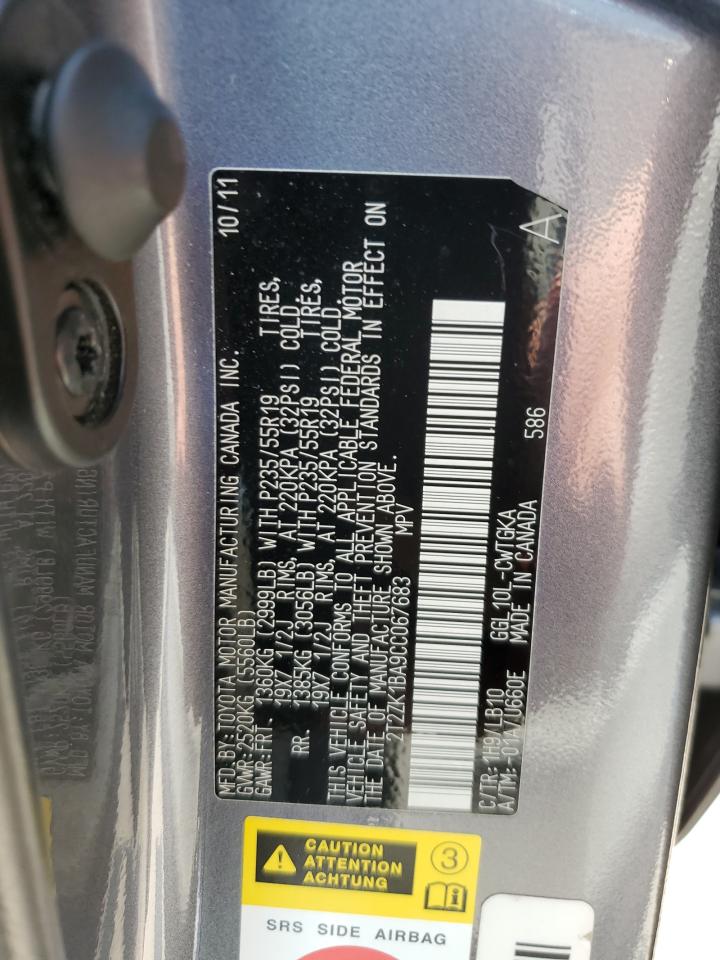 MFD. BY: TOYOTA MOTOR MANUFACTURING CANADA INC. 10/11
GVWR: 2520KG (5560LB)
GAWR: FRT. 1360KG (2999LB) WITH P235/55R19 TIRES,
19X7 1/2J RIMS, AT 220KPA (32PSI) COLD.
RR. 1385KG (3056LB) WITH P235/55R19 TIRES,
19X7 1/2J RIMS, AT 220KPA (32PSI) COLD.
THIS VEHICLE CONFORMS TO ALL APPLICABLE FEDERAL MOTOR
VEHICLE SAFETY AND THEFT PREVENTION STANDARDS IN EFFECT ON
THE DATE OF MANUFACTURE SHOWN ABOVE.
2T2ZK1BA9CC067683 MPV
A
C/TR: 1H9/LB10 GGL10L-CWTGKA
A/TM: -01A/U660E MADE IN CANADA 586
CAUTION
ATTENTION
ACHTUNG
3
SRS SIDE AIRBAG